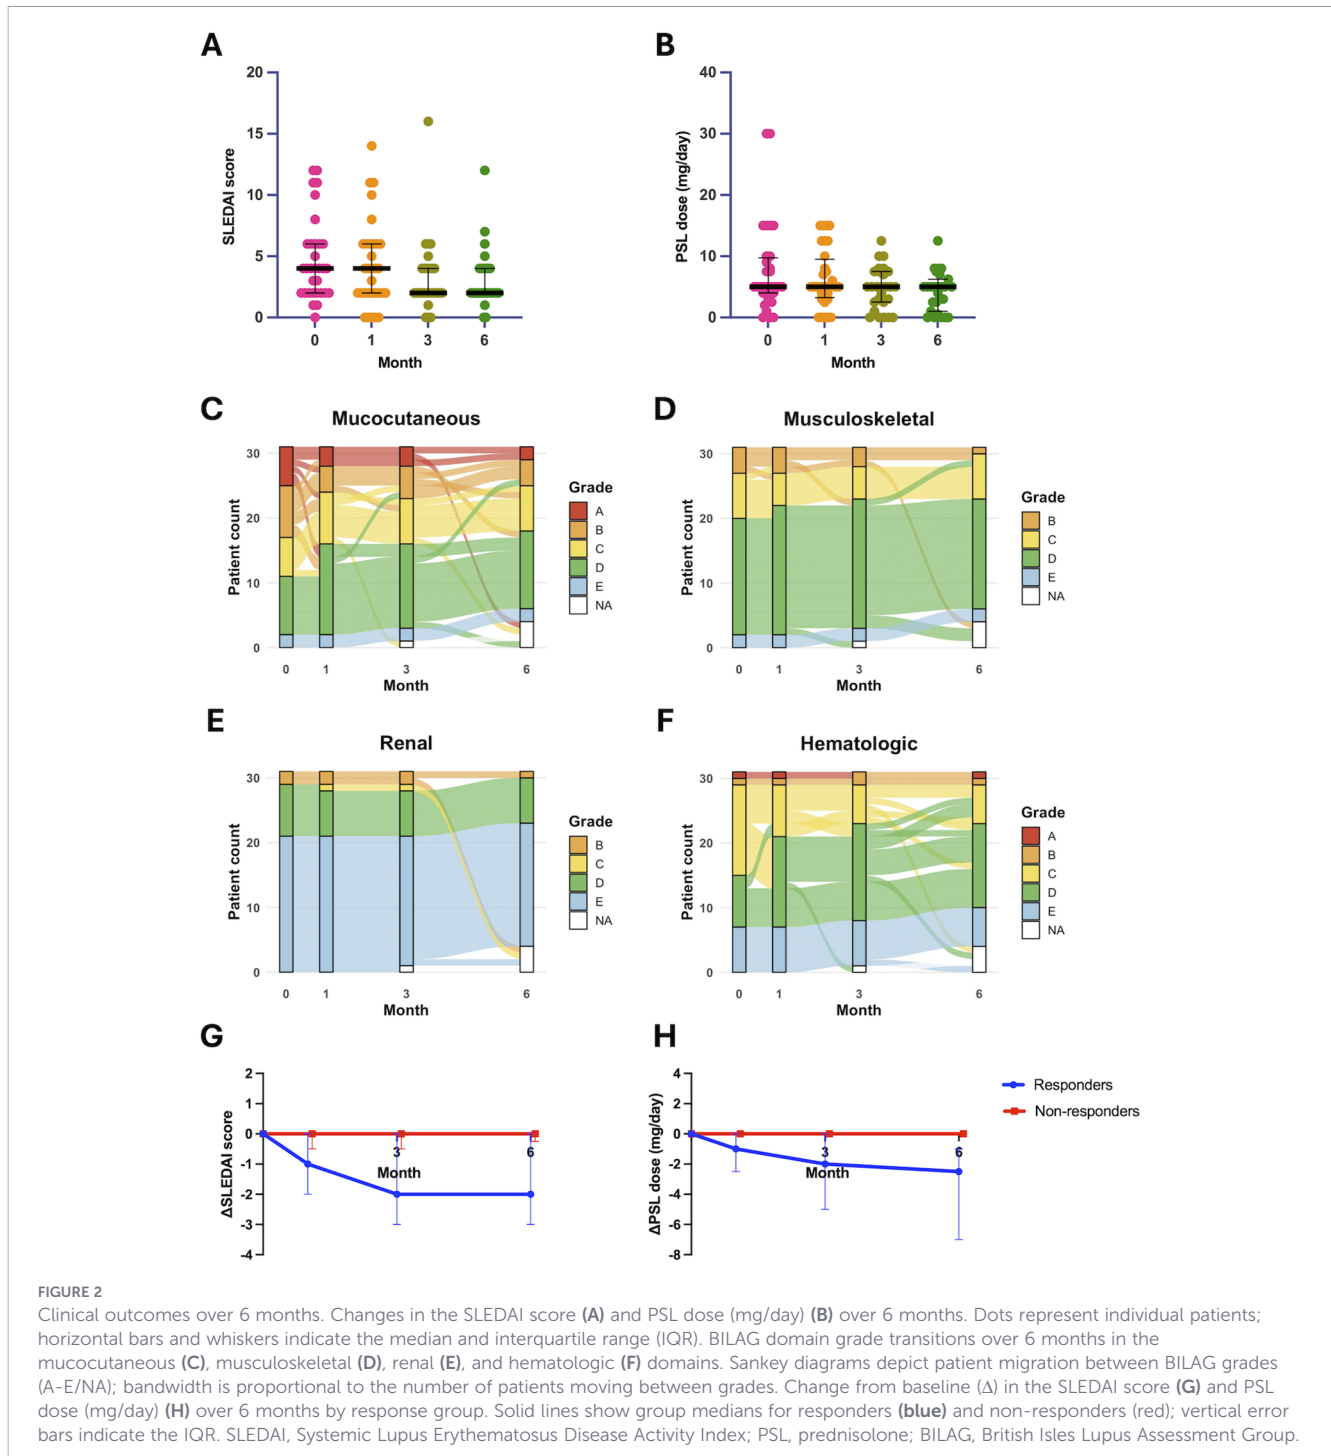 A
20
15
10
5
0
SLEDAI score
0 1 3 6
Month
B
40
30
20
10
0
PSL dose (mg/day)
0 1 3 6
Month
C
Mucocutaneous
30
20
10
0
Patient count
0 1 3 6
Month
Grade
A
B
C
D
E
NA
D
Musculoskeletal
30
20
10
0
Patient count
0 1 3 6
Month
Grade
B
C
D
E
NA
E
Renal
30
20
10
0
Patient count
0 1 3 6
Month
Grade
B
C
D
E
NA
F
Hematologic
30
20
10
0
Patient count
0 1 3 6
Month
Grade
A
B
C
D
E
NA
G
2
1
0
-1
-2
-3
-4
ΔSLEDAI score
3 6
Month
H
4
2
0
-2
-4
-6
-8
ΔPSL dose (mg/day)
3 6
Month
Responders
Non-responders
FIGURE 2
Clinical outcomes over 6 months. Changes in the SLEDAI score (A) and PSL dose (mg/day) (B) over 6 months. Dots represent individual patients;
horizontal bars and whiskers indicate the median and interquartile range (IQR). BILAG domain grade transitions over 6 months in the
mucocutaneous (C), musculoskeletal (D), renal (E), and hematologic (F) domains. Sankey diagrams depict patient migration between BILAG grades
(A-E/NA); bandwidth is proportional to the number of patients moving between grades. Change from baseline (Δ) in the SLEDAI score (G) and PSL
dose (mg/day) (H) over 6 months by response group. Solid lines show group medians for responders (blue) and non-responders (red); vertical error
bars indicate the IQR. SLEDAI, Systemic Lupus Erythematosus Disease Activity Index; PSL, prednisolone; BILAG, British Isles Lupus Assessment Group.